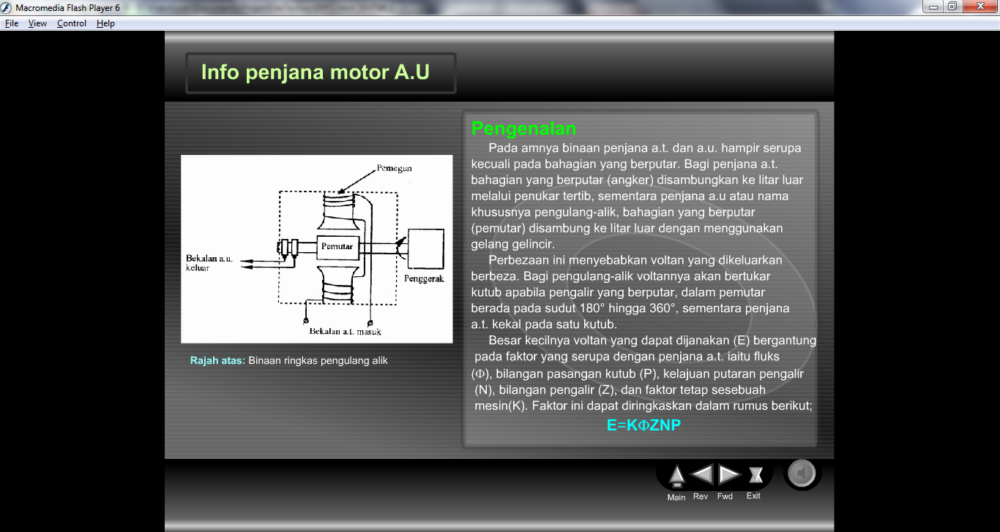 Macromedia Flash Player 6
File View Control Help
Info penjana motor A.U
Pemegun
Pemutar
Bekalan a.u.
keluar
Penggerak
Bekalan a.t. masuk
Rajah atas: Binaan ringkas pengulang alik
Pengenalan
Pada amnya binaan penjana a.t. dan a.u. hampir serupa
kecuali pada bahagian yang berputar. Bagi penjana a.t.
bahagian yang berputar (angker) disambungkan ke litar luar
melalui penukar tertib, sementara penjana a.u atau nama
khususnya pengulang-alik, bahagian yang berputar
(pemutar) disambung ke litar luar dengan menggunakan
gelang gelincir.
Perbezaan ini menyebabkan voltan yang dikeluarkan
berbeza. Bagi pengulang-alik voltannya akan bertukar
kutub apabila pengalir yang berputar, dalam pemutar
berada pada sudut 180° hingga 360°, sementara penjana
a.t. kekal pada satu kutub.
Besar kecilnya voltan yang dapat dijanakan (E) bergantung
pada faktor yang serupa dengan penjana a.t. iaitu fluks
(Φ), bilangan pasangan kutub (P), kelajuan putaran pengalir
(N), bilangan pengalir (Z), dan faktor tetap sesebuah
mesin(K). Faktor ini dapat diringkaskan dalam rumus berikut;
E=KΦZNP
Main Rev Fwd Exit